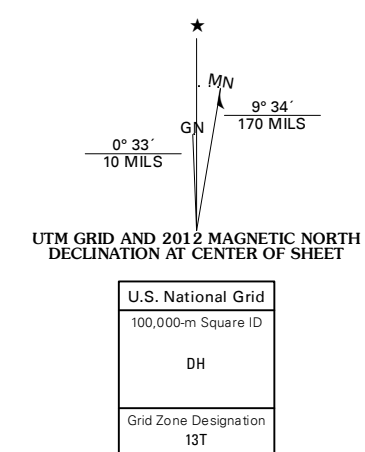 ★
MN
GN
9° 34´
170 MILS
0° 33´
10 MILS
UTM GRID AND 2012 MAGNETIC NORTH
DECLINATION AT CENTER OF SHEET
U.S. National Grid
100,000-m Square ID
DH
Grid Zone Designation
13T